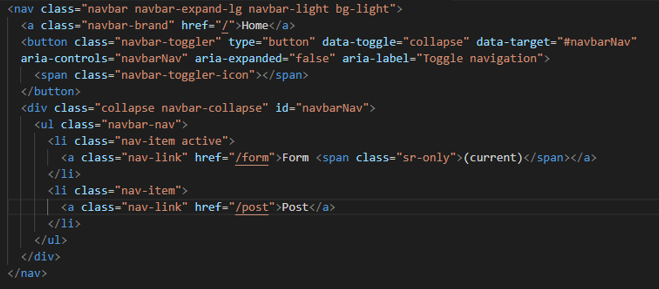 <nav class="navbar navbar-expand-lg navbar-light bg-light">
<a class="navbar-brand" href="/">Home</a>
<button class="navbar-toggler" type="button" data-toggle="collapse" data-target="#navbarNav"
aria-controls="navbarNav" aria-expanded="false" aria-label="Toggle navigation">
<span class="navbar-toggler-icon"></span>
</button>
<div class="collapse navbar-collapse" id="navbarNav">
<ul class="navbar-nav">
<li class="nav-item active">
<a class="nav-link" href="/form">Form <span class="sr-only">(current)</span></a>
</li>
<li class="nav-item">
<a class="nav-link" href="/post">Post</a>
</li>
</ul>
</div>
</nav>